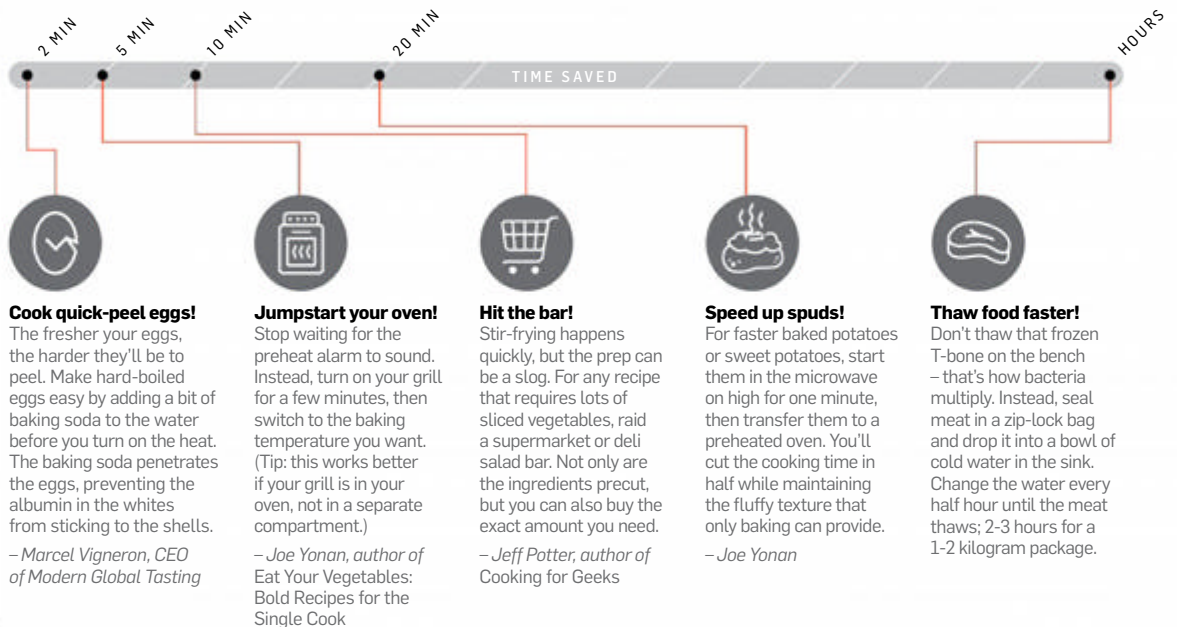 2 MIN
5 MIN
10 MIN
20 MIN
HOURS
TIME SAVED
Cook quick-peel eggs!
The fresher your eggs,
the harder they'll be to
peel. Make hard-boiled
eggs easy by adding a bit of
baking soda to the water
before you turn on the heat.
The baking soda penetrates
the eggs, preventing the
albumin in the whites
from sticking to the shells.
– Marcel Vigneron, CEO
of Modern Global Tasting
Jumpstart your oven!
Stop waiting for the
preheat alarm to sound.
Instead, turn on your grill
for a few minutes, then
switch to the baking
temperature you want.
(Tip: this works better
if your grill is in your
oven, not in a separate
compartment.)
– Joe Yonan, author of
Eat Your Vegetables:
Bold Recipes for the
Single Cook
Hit the bar!
Stir-frying happens
quickly, but the prep can
be a slog. For any recipe
that requires lots of
sliced vegetables, raid
a supermarket or deli
salad bar. Not only are
the ingredients precut,
but you can also buy the
exact amount you need.
– Jeff Potter, author of
Cooking for Geeks
Speed up spuds!
For faster baked potatoes
or sweet potatoes, start
them in the microwave
on high for one minute,
then transfer them to a
preheated oven. You'll
cut the cooking time in
half while maintaining
the fluffy texture that
only baking can provide.
– Joe Yonan
Thaw food faster!
Don't thaw that frozen
T-bone on the bench
– that's how bacteria
multiply. Instead, seal
meat in a zip-lock bag
and drop it into a bowl of
cold water in the sink.
Change the water every
half hour until the meat
thaws; 2-3 hours for a
1-2 kilogram package.